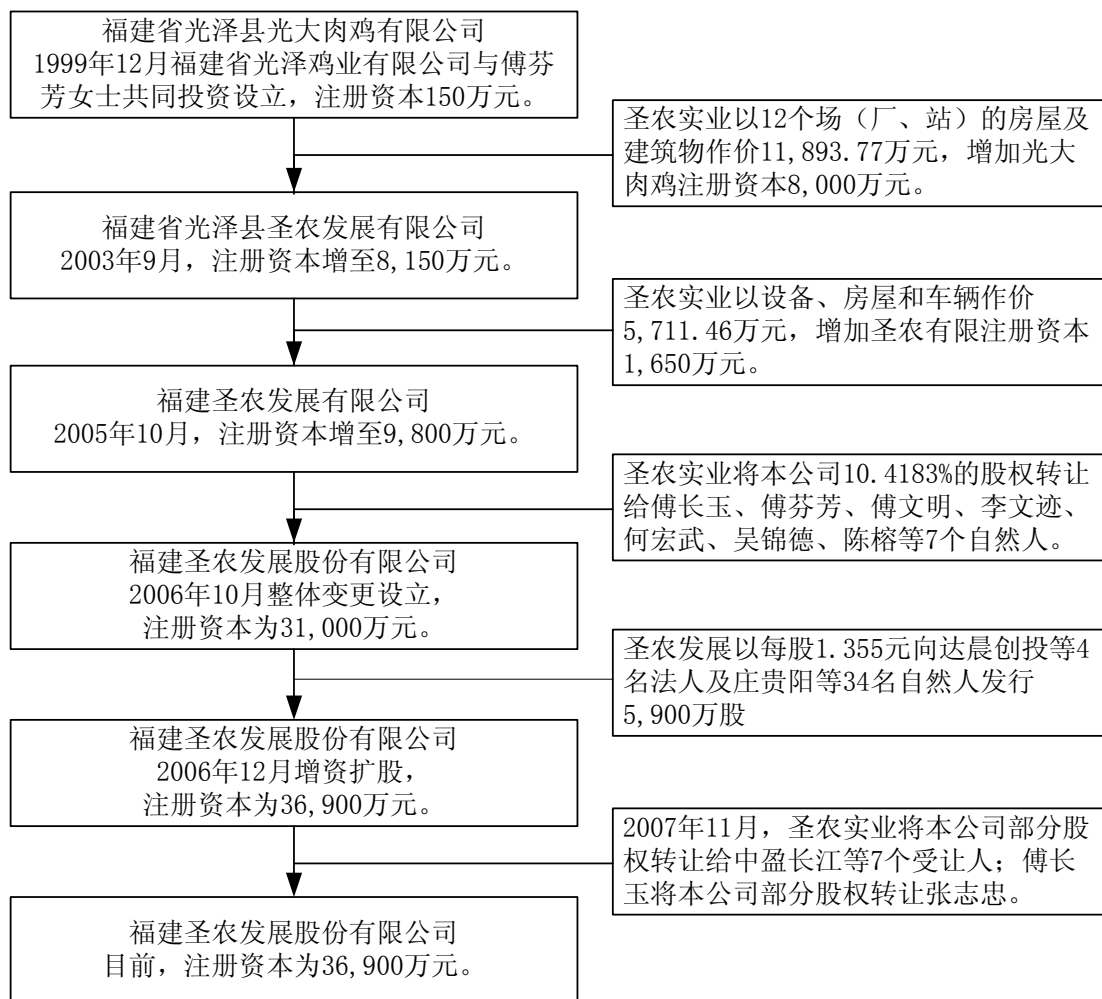 福建省光泽县光大肉鸡有限公司
1999年12月福建省光泽鸡业有限公司与傅芬
芳女士共同投资设立，注册资本150万元。
圣农实业以12个场（厂、站）的房屋及
建筑物作价11,893.77万元，增加光大
肉鸡注册资本8,000万元。
福建省光泽县圣农发展有限公司
2003年9月，注册资本增至8,150万元。
圣农实业以设备、房屋和车辆作价
5,711.46万元，增加圣农有限注册资本
1,650万元。
福建圣农发展有限公司
2005年10月，注册资本增至9,800万元。
圣农实业将本公司10.4183%的股权转让
给傅长玉、傅芬芳、傅文明、李文迹、
何宏武、吴锦德、陈榕等7个自然人。
福建圣农发展股份有限公司
2006年10月整体变更设立，
注册资本为31,000万元。
圣农发展以每股1.355元向达晨创投等4
名法人及庄贵阳等34名自然人发行
5,900万股
福建圣农发展股份有限公司
2006年12月增资扩股，
注册资本为36,900万元。
2007年11月，圣农实业将本公司部分股
权转让给中盈长江等7个受让人；傅长
玉将本公司部分股权转让张志忠。
福建圣农发展股份有限公司
目前，注册资本为36,900万元。